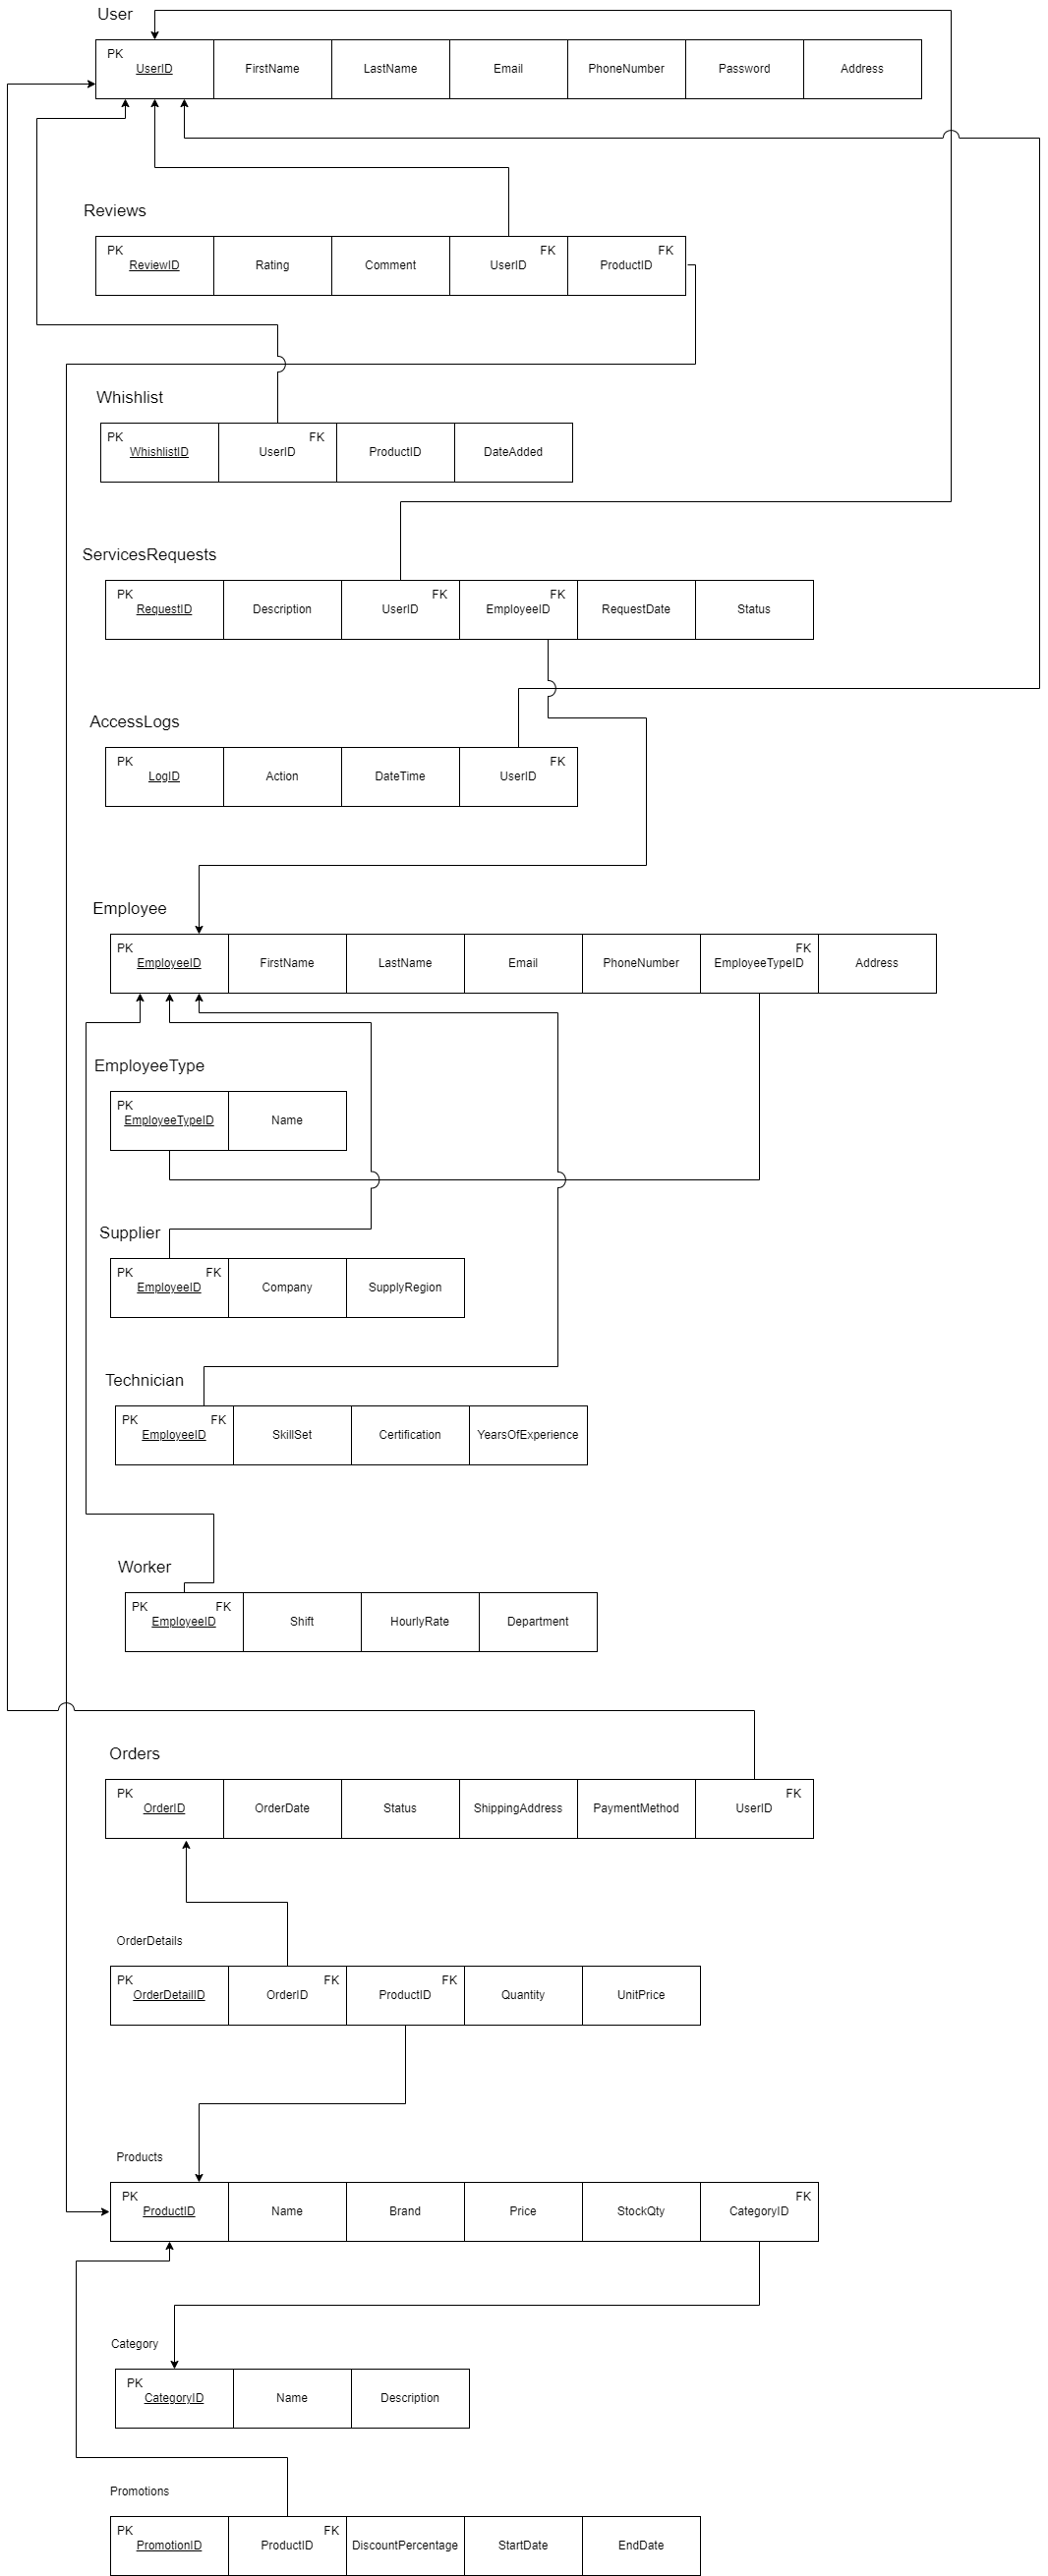 User
PK
UserID FirstName LastName Email PhoneNumber Password Address
Reviews
PK FK FK
ReviewID Rating Comment UserID ProductID
Whishlist
PK FK
WhishlistID UserID ProductID DateAdded
ServicesRequests
PK FK FK
RequestID Description UserID EmployeeID RequestDate Status
AccessLogs
PK FK
LogID Action DateTime UserID
Employee
PK FK
EmployeeID FirstName LastName Email PhoneNumber EmployeeTypeID Address
EmployeeType
PK
EmployeeTypeID Name
Supplier
PK FK
EmployeeID Company SupplyRegion
Technician
PK FK
EmployeeID SkillSet Certification YearsOfExperience
Worker
PK FK
EmployeeID Shift HourlyRate Department
Orders
PK FK
OrderID OrderDate Status ShippingAddress PaymentMethod UserID
OrderDetails
PK FK FK
OrderDetailID OrderID ProductID Quantity UnitPrice
Products
PK FK
ProductID Name Brand Price StockQty CategoryID
Category
PK
CategoryID Name Description
Promotions
PK FK
PromotionID ProductID DiscountPercentage StartDate EndDate